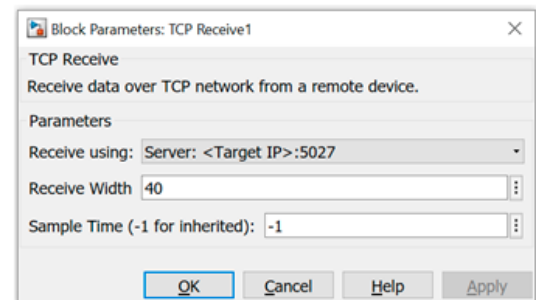 Block Parameters: TCP Receive1
TCP Receive
Receive data over TCP network from a remote device.
Parameters
Receive using: Server: <Target IP>:5027
Receive Width 40
Sample Time (-1 for inherited): -1
OK Cancel Help Apply